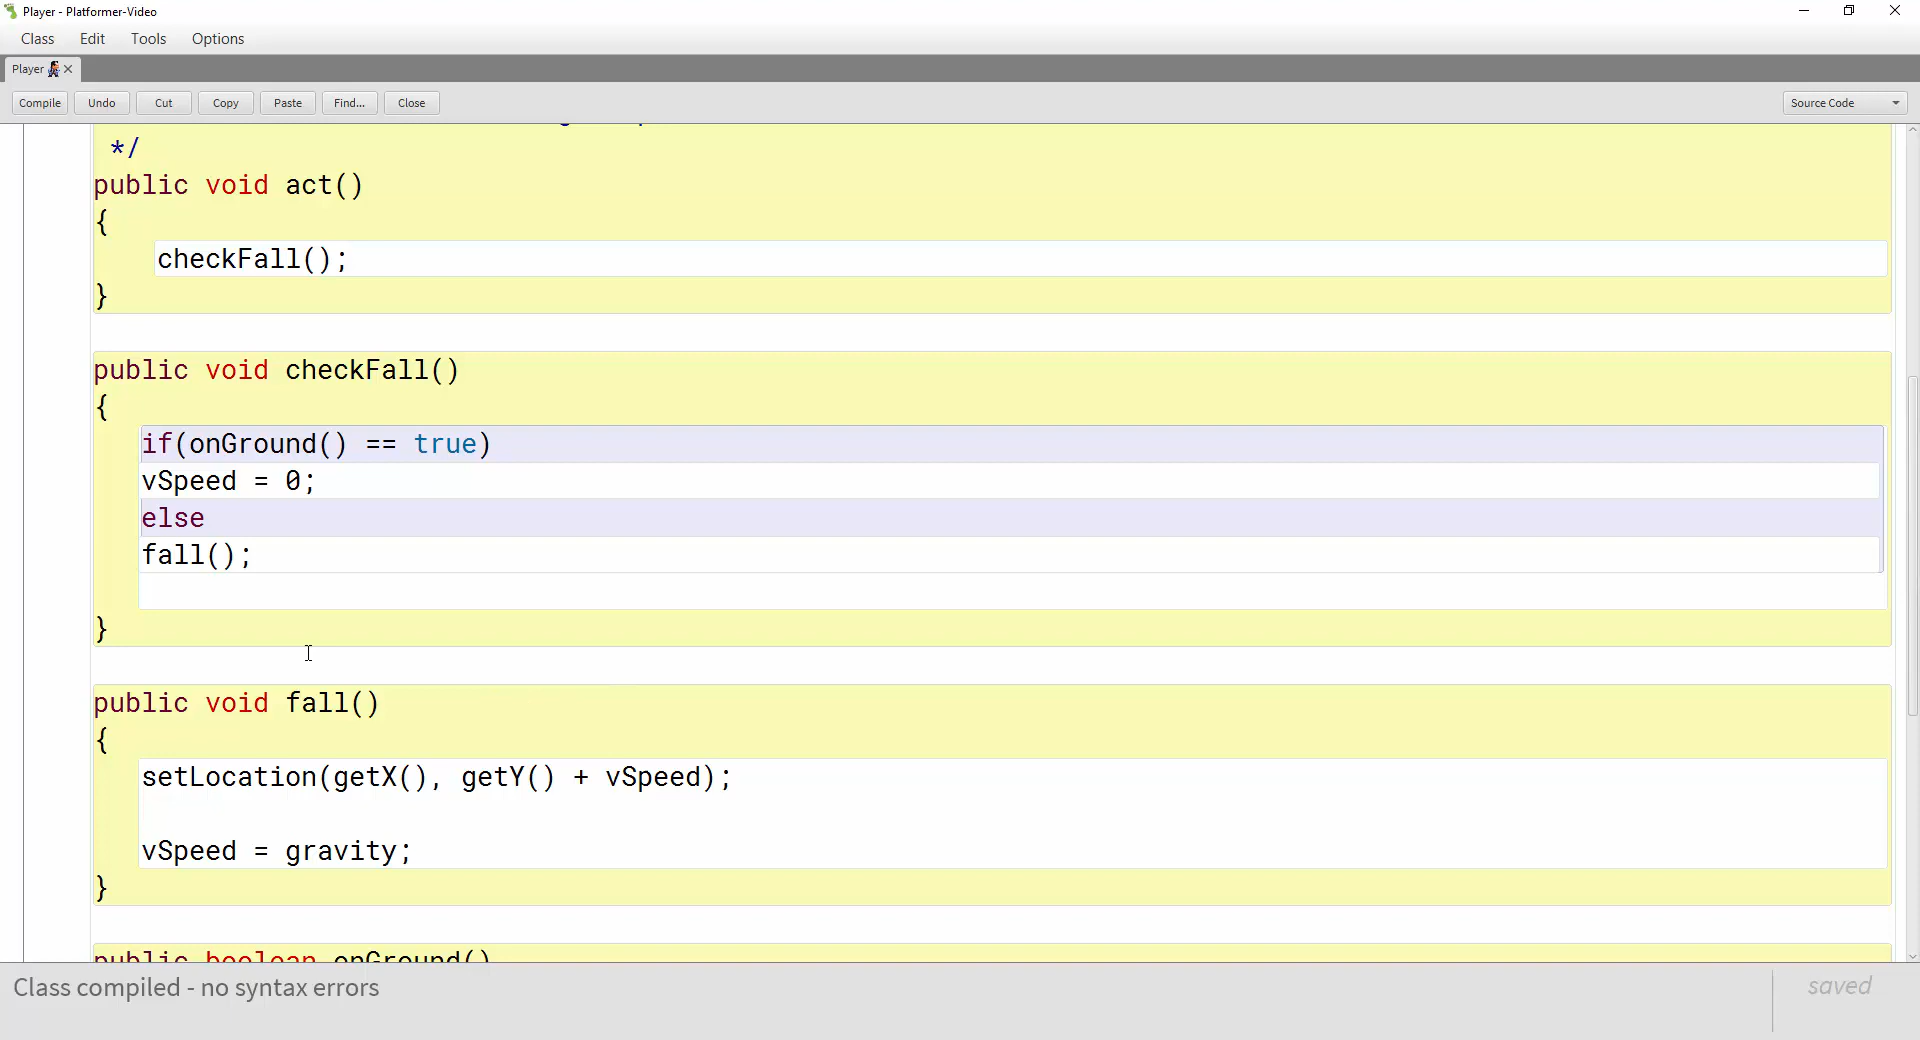 Player - Platformer-Video
Class Edit Tools Options
Player
Compile Undo Cut Copy Paste Find... Close Source Code
*/
public void act()
{
checkFall();
}
public void checkFall()
{
if(onGround() == true)
vSpeed = 0;
else
fall();
}
public void fall()
{
setLocation(getX(), getY() + vSpeed);
vSpeed = gravity;
}
public boolean onGround()
Class compiled - no syntax errors
saved